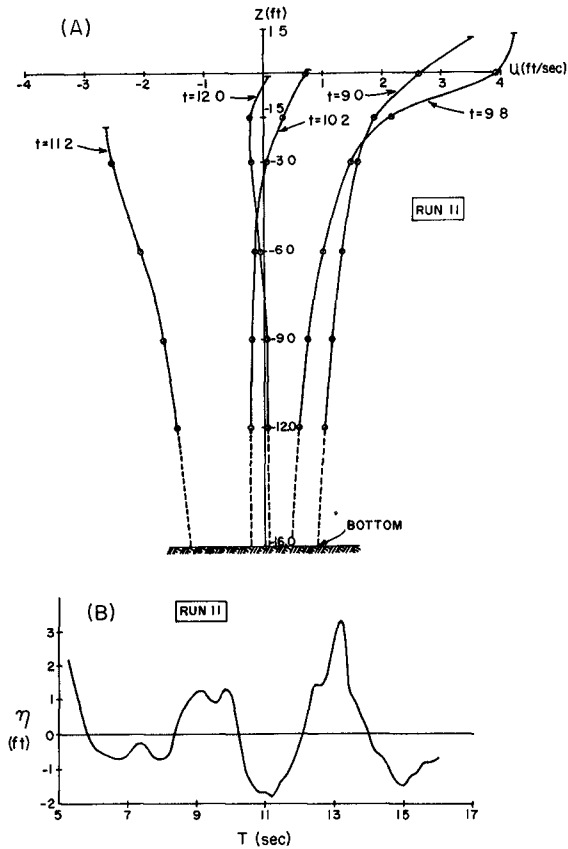 (A)
Z(ft)
1 5
-4 -3 -2 -1 1 2 3 4
U(ft/sec)
t=12 0
t=9 0
-1.5
t=10 2
t=9 8
t=11 2
-3.0
RUN 11
-6.0
-9.0
-12.0
BOTTOM
-16.0
(B)
RUN 11
3
2
1
η
0
(ft)
-1
-2
5 7 9 11 13 15 17
T (sec)